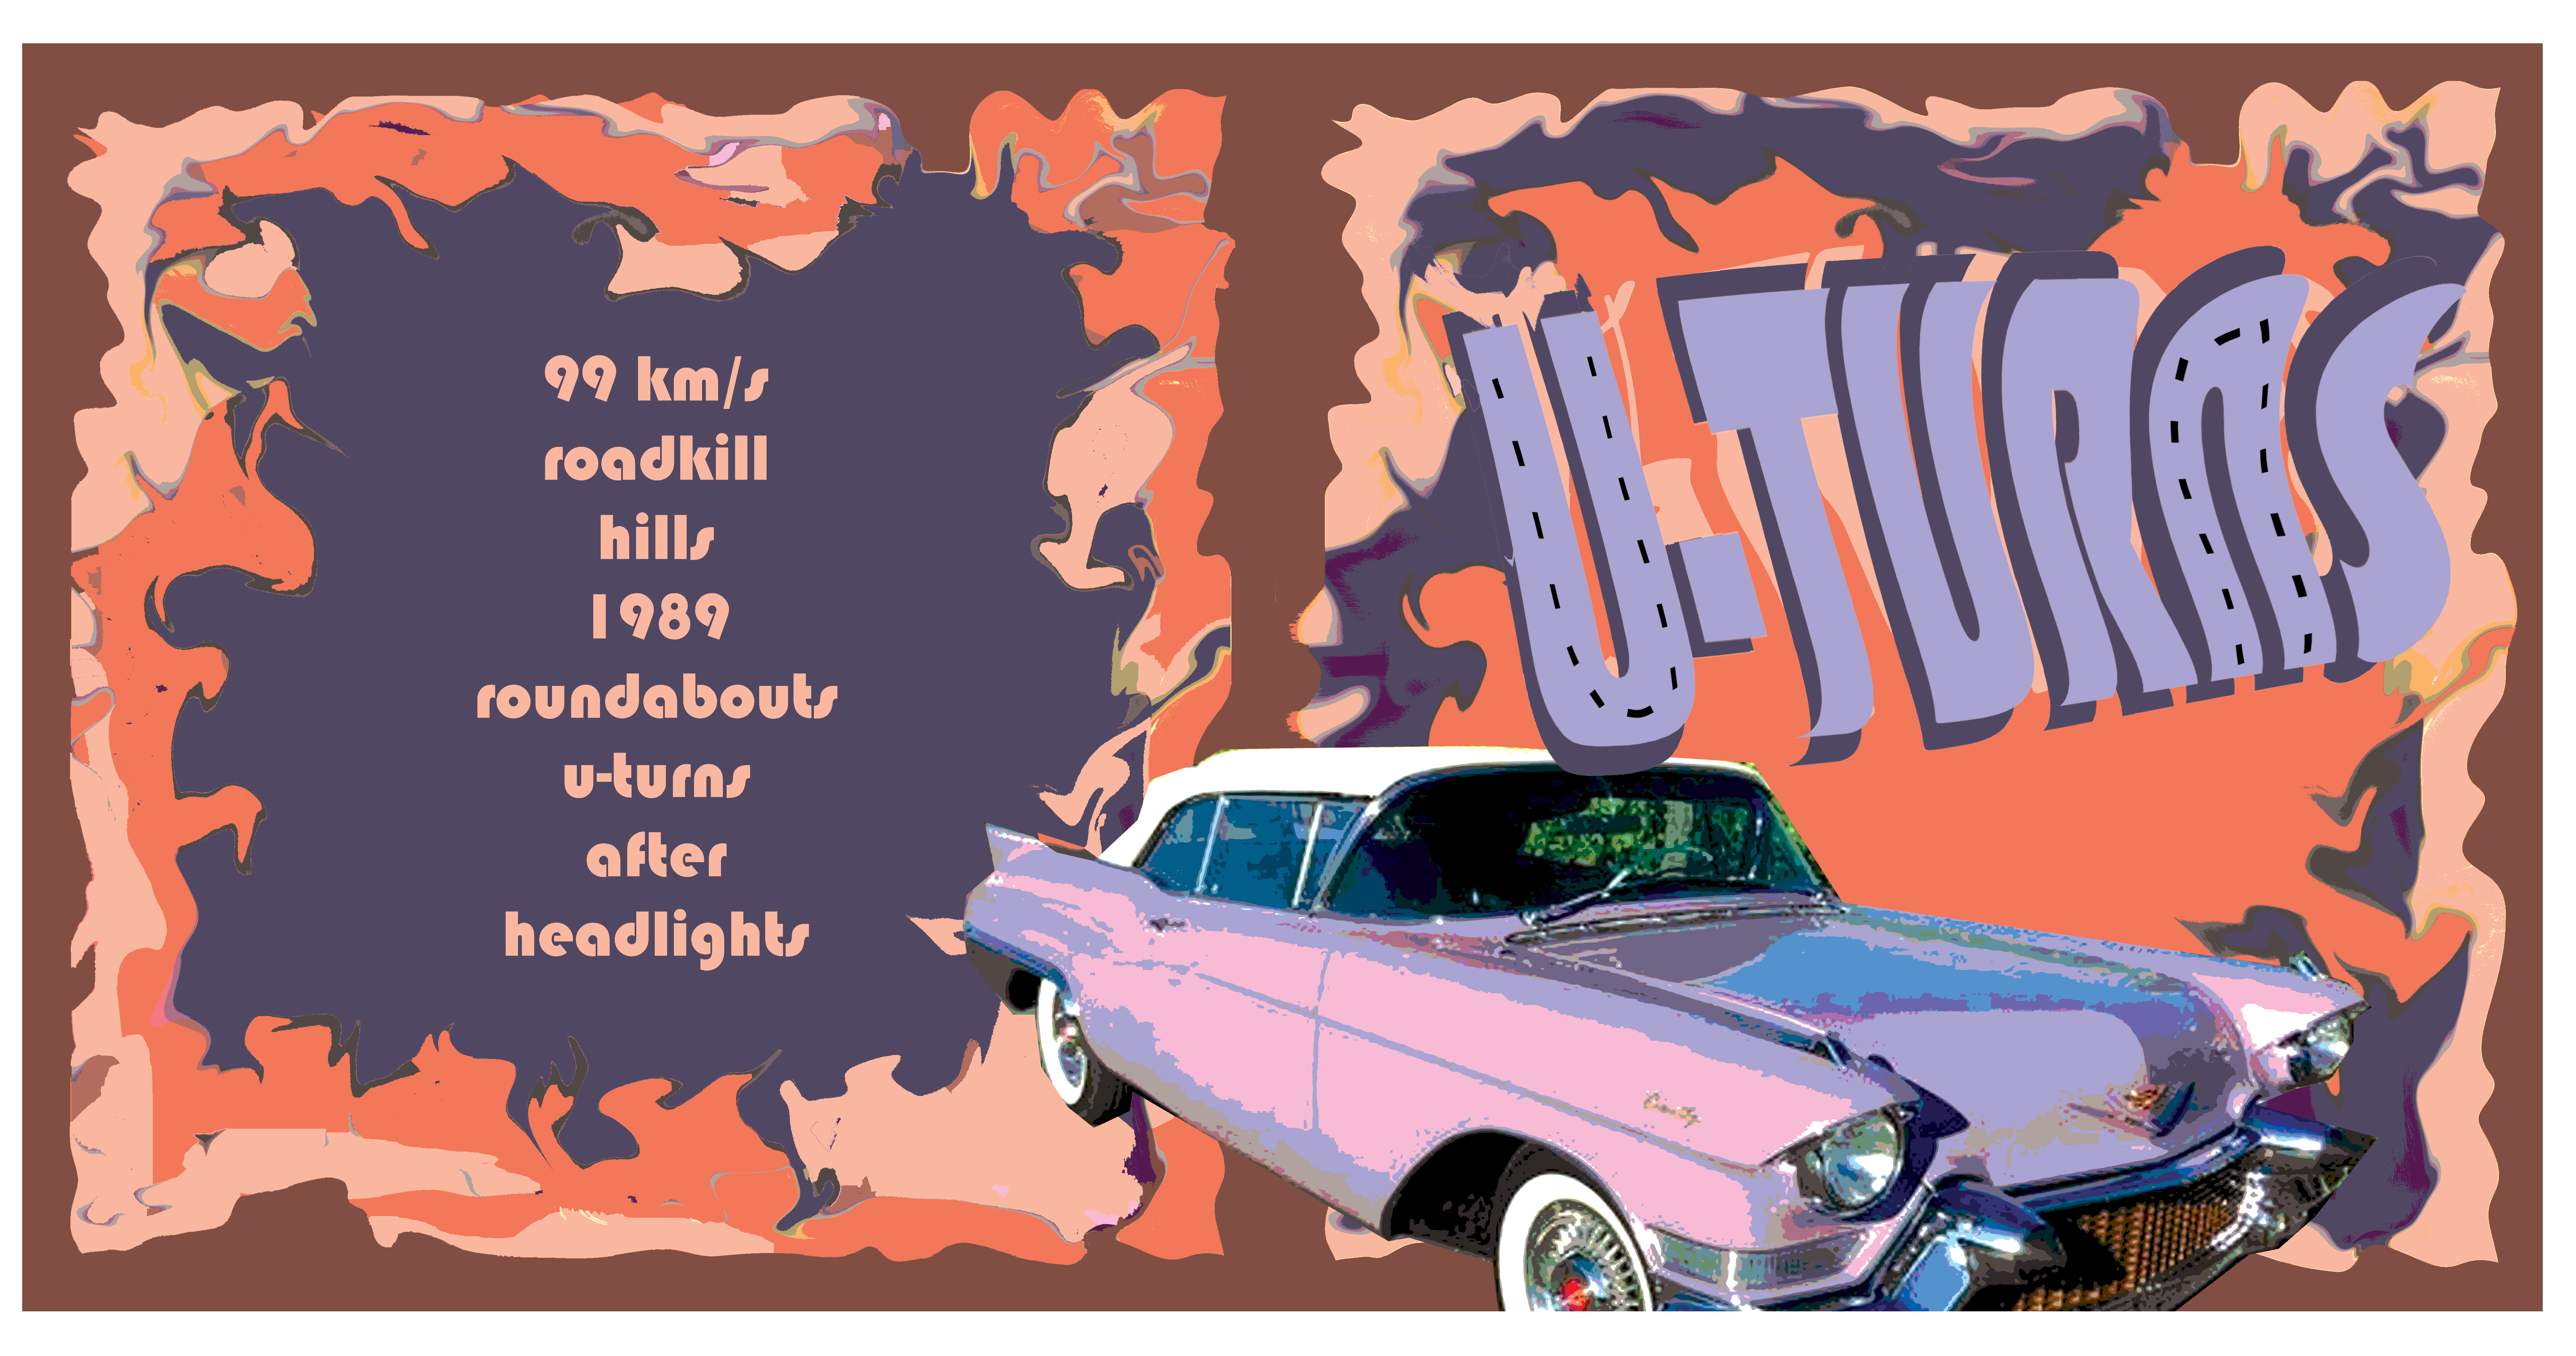 99 km/s
roadkill
hills
1989
roundabouts
u-turns
after
headlights
U-TURNS